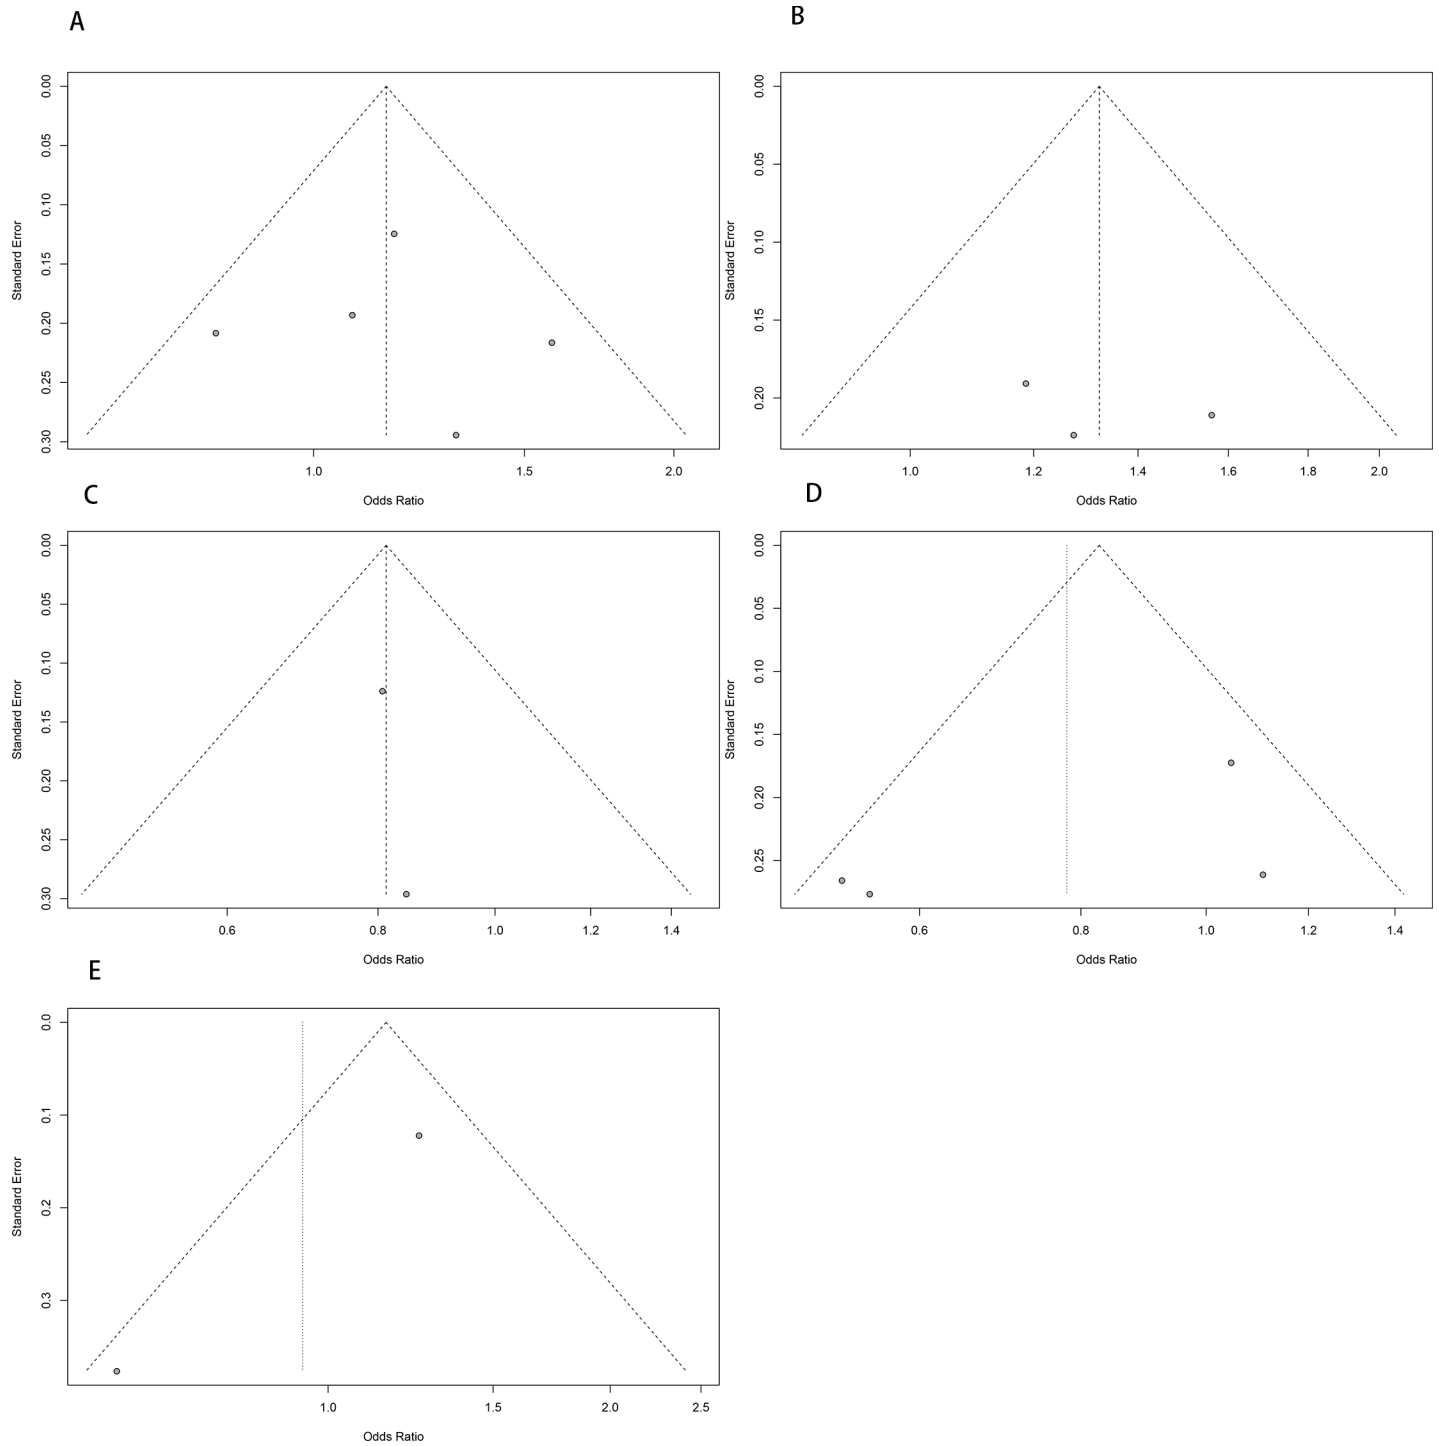 A
0.00
0.05
0.10
0.15
0.20
0.25
0.30
Standard Error
1.0 1.5 2.0
Odds Ratio
B
0.00
0.05
0.10
0.15
0.20
Standard Error
1.0 1.2 1.4 1.6 1.8 2.0
Odds Ratio
C
0.00
0.05
0.10
0.15
0.20
0.25
0.30
Standard Error
0.6 0.8 1.0 1.2 1.4
Odds Ratio
D
0.00
0.05
0.10
0.15
0.20
0.25
Standard Error
0.6 0.8 1.0 1.2 1.4
Odds Ratio
E
0.0
0.1
0.2
0.3
Standard Error
1.0 1.5 2.0 2.5
Odds Ratio